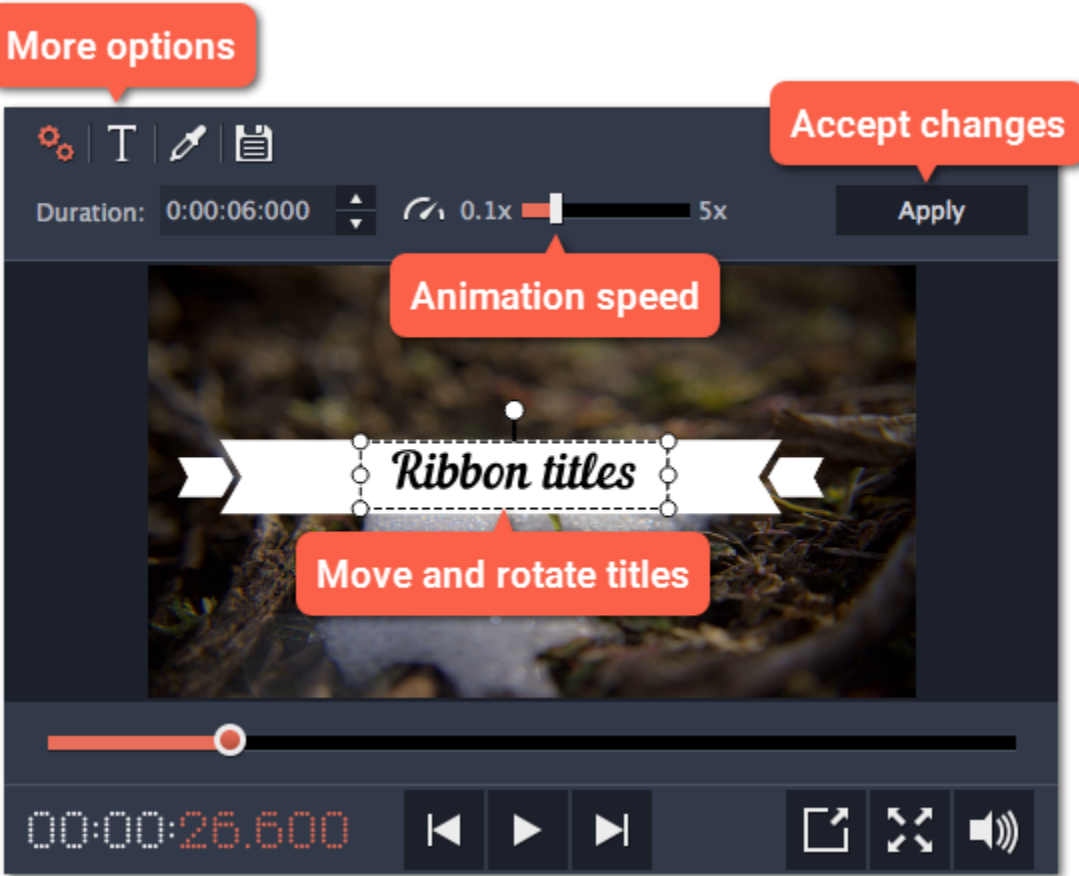 More options
Accept changes
T
Duration: 0:00:06:000 0.1x 5x Apply
Animation speed
Ribbon titles
Move and rotate titles
00:00:26.600